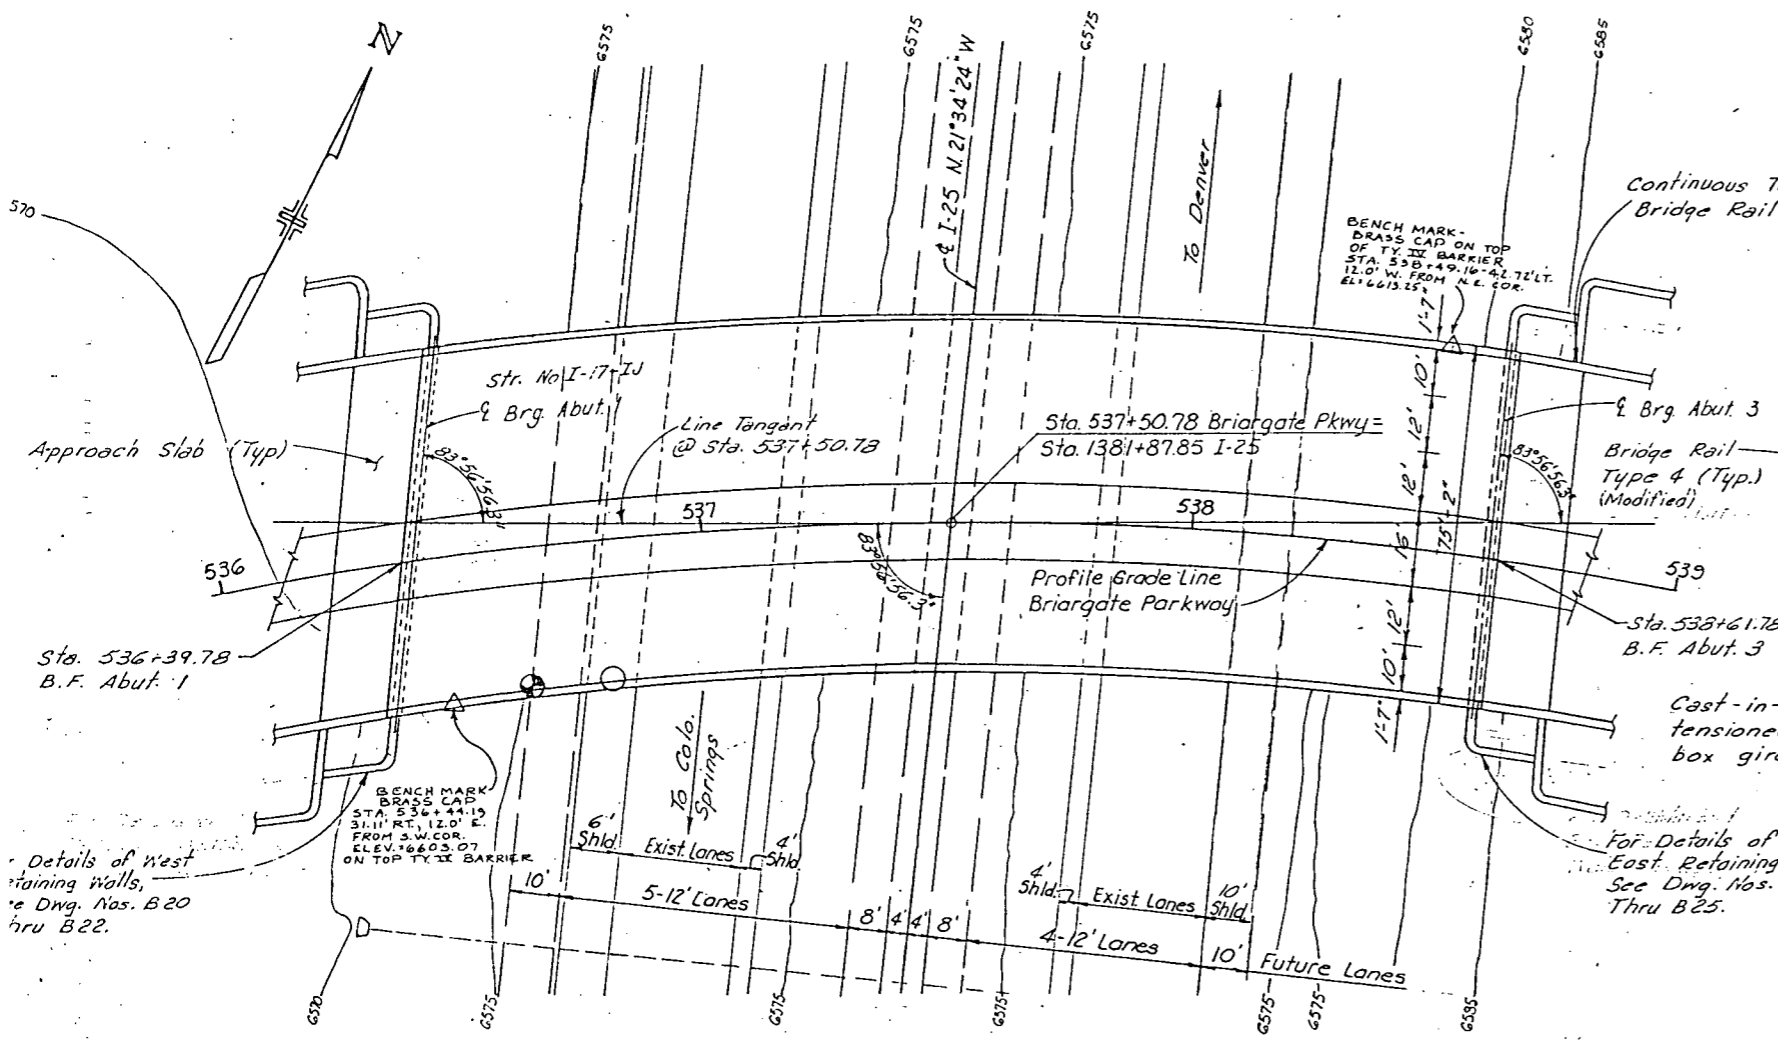 N
6575
6575
6575
6580
6585
℄ I-25 N. 21°34'24" W
To Denver
570
Continuous
Bridge Rail
BENCH MARK-
BRASS CAP ON TOP
OF TY. IV BARRIER
STA. 538+49.16-42.72' LT.
12.0' W. FROM N.E. COR.
EL=6613.25
1'-7"
10'
12'
12'
16'
75'-2"
12'
10'
1'-7"
Str. No. I-17-IJ
℄ Brg. Abut. 1
Line Tangant
@ Sta. 537+50.78
Approach Slab (Typ)
83°56'56.3"
Sta. 537+50.78 Briargate Pkwy =
Sta. 1381+87.85 I-25
℄ Brg. Abut. 3
Bridge Rail
Type 4 (Typ.)
(Modified)
83°56'56.3"
537
538
83°56'56.3"
536
539
Profile Grade Line
Briargate Parkway
Sta. 536+39.78
B.F. Abut. 1
Sta. 538+61.78
B.F. Abut. 3
Cast-in-
tensioned
box gir
BENCH MARK
BRASS CAP
STA. 536+44.19
31.11' RT., 12.0' E.
FROM S.W. COR.
ELEV.=6603.07
ON TOP TY. IV BARRIER
To Colo.
Springs
6'
Shld.
Exist. Lanes
4'
Shld.
4'
Shld.
Exist. Lanes
10'
Shld.
10'
5-12' Lanes
8'
4'
4'
8'
4-12' Lanes
10'
Future Lanes
Details of West
etaining Walls,
e Dwg. Nos. B20
hru B22.
For Details of
East Retaining
See Dwg. Nos.
Thru B25.
6570
6575
6575
6575
6575
6575
6585